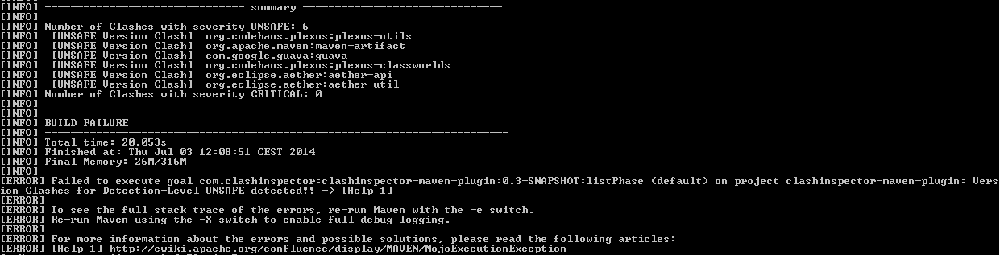 [INFO] ------------------------------- summary -------------------------------
[INFO]
[INFO] Number of Clashes with severity UNSAFE: 6
[INFO]  [UNSAFE Version Clash]  org.codehaus.plexus:plexus-utils
[INFO]  [UNSAFE Version Clash]  org.apache.maven:maven-artifact
[INFO]  [UNSAFE Version Clash]  com.google.guava:guava
[INFO]  [UNSAFE Version Clash]  org.codehaus.plexus:plexus-classworlds
[INFO]  [UNSAFE Version Clash]  org.eclipse.aether:aether-api
[INFO]  [UNSAFE Version Clash]  org.eclipse.aether:aether-util
[INFO] Number of Clashes with severity CRITICAL: 0
[INFO]
[INFO] ------------------------------------------------------------------------
[INFO] BUILD FAILURE
[INFO] ------------------------------------------------------------------------
[INFO] Total time: 20.053s
[INFO] Finished at: Thu Jul 03 12:08:51 CEST 2014
[INFO] Final Memory: 26M/316M
[INFO] ------------------------------------------------------------------------
[ERROR] Failed to execute goal com.clashinspector:clashinspector-maven-plugin:0.3-SNAPSHOT:listPhase (default) on project clashinspector-maven-plugin: Vers
ion Clashes for Detection-Level UNSAFE detected!! -> [Help 1]
[ERROR]
[ERROR] To see the full stack trace of the errors, re-run Maven with the -e switch.
[ERROR] Re-run Maven using the -X switch to enable full debug logging.
[ERROR]
[ERROR] For more information about the errors and possible solutions, please read the following articles:
[ERROR] [Help 1] http://cwiki.apache.org/confluence/display/MAVEN/MojoExecutionException